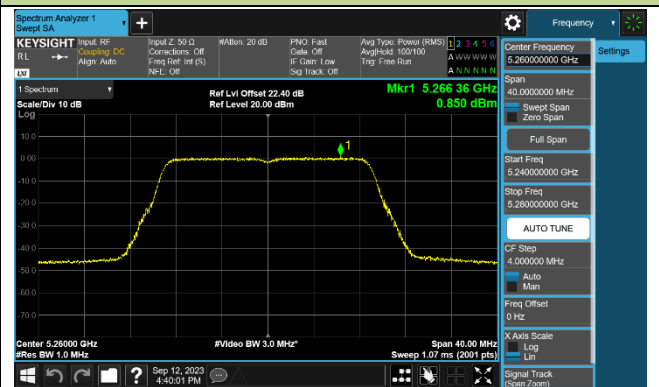 Spectrum Analyzer 1
Swept SA
+
Frequency
KEYSIGHT
Input: RF
Coupling: DC
Align: Auto
Input Z: 50 Ω
Corrections: Off
Freq Ref: Int (S)
NFE: Off
#Atten: 20 dB
PNO: Fast
Gate: Off
IF Gain: Low
Sig Track: Off
Avg Type: Power (RMS)
Avg|Hold: 100/100
Trig: Free Run
1 2 3 4 5 6
A W W W W W
A N N N N N
RL
LXI
Center Frequency
5.260000000 GHz
Settings
Span
40.0000000 MHz
Swept Span
Zero Span
Full Span
Start Freq
5.240000000 GHz
Stop Freq
5.280000000 GHz
AUTO TUNE
CF Step
4.000000 MHz
Auto
Man
Freq Offset
0 Hz
X Axis Scale
Log
Lin
Signal Track
(Span Zoom)
1 Spectrum
Scale/Div 10 dB
Log
Ref Lvl Offset 22.40 dB
Ref Level 20.00 dBm
Mkr1 5.266 36 GHz
0.850 dBm
1
10.0
0.00
-10.0
-20.0
-30.0
-40.0
-50.0
-60.0
-70.0
Center 5.26000 GHz
#Res BW 1.0 MHz
#Video BW 3.0 MHz*
Span 40.00 MHz
Sweep 1.07 ms (2001 pts)
?
Sep 12, 2023
4:40:01 PM